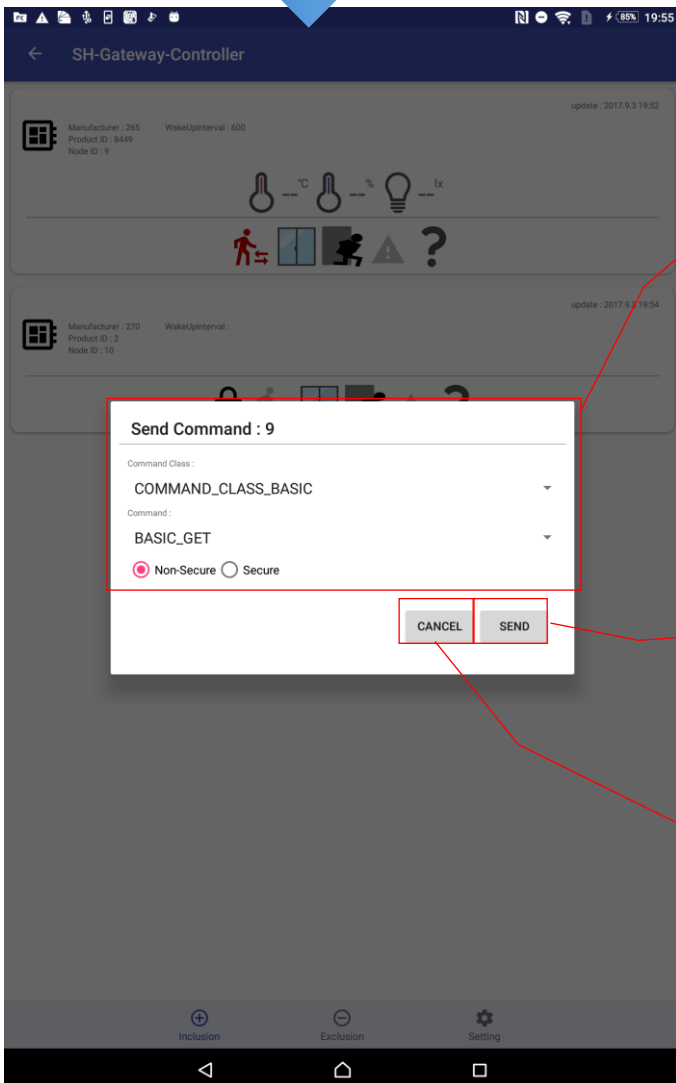 85% 19:55
SH-Gateway-Controller
update : 2017.9.3 19:52
Manufacturer : 265 WakeUpInterval : 600
Product ID : 8449
Node ID : 9
--°C --% --lx
?
update : 2017.9.3 19:54
Manufacturer : 270 WakeUpInterval :
Product ID : 2
Node ID : 10
Send Command : 9
Command Class :
COMMAND_CLASS_BASIC
Command :
BASIC_GET
Non-Secure Secure
CANCEL SEND
Inclusion Exclusion Setting